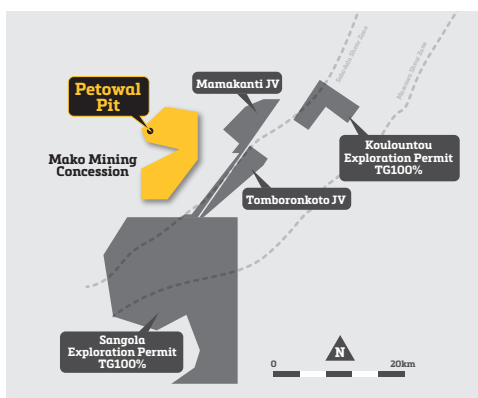 Petowal
Pit
Mamakanti JV
Mako Mining
Concession
Koulountou
Exploration Permit
TG100%
Tomboronkoto JV
Sangola
Exploration Permit
TG100%
N
0
20km